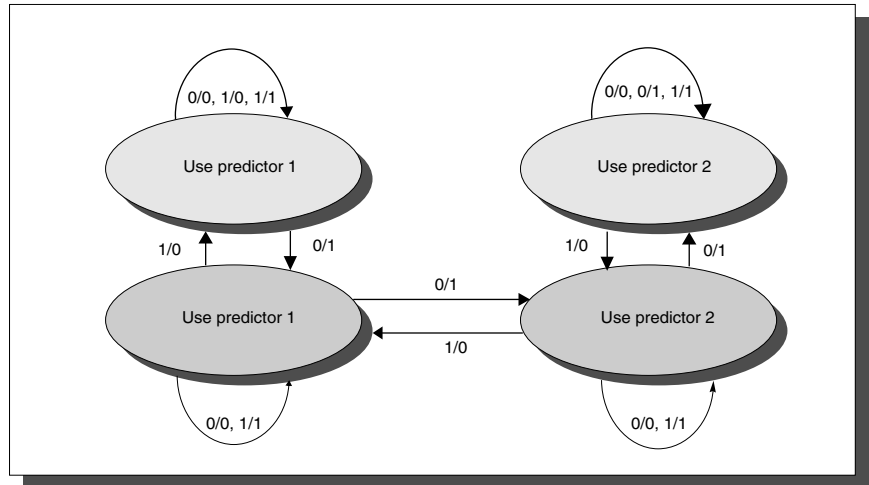 0/0, 1/0, 1/1
0/0, 0/1, 1/1
Use predictor 1
Use predictor 2
1/0
0/1
1/0
0/1
Use predictor 1
0/1
Use predictor 2
1/0
0/0, 1/1
0/0, 1/1